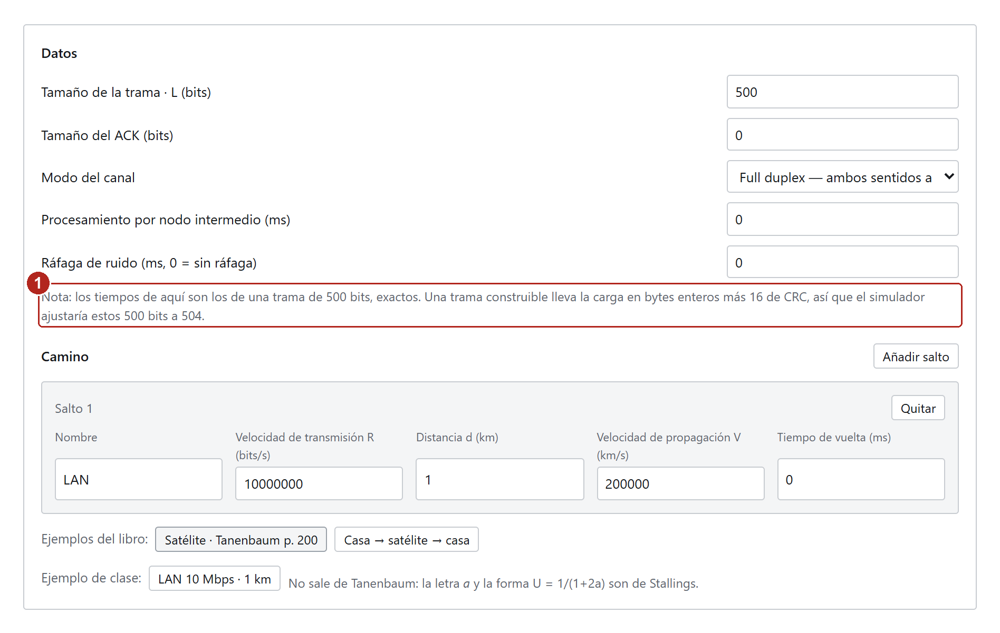 Datos
Tamaño de la trama · L (bits)
500
Tamaño del ACK (bits)
0
Modo del canal
Full duplex — ambos sentidos a
Procesamiento por nodo intermedio (ms)
0
Ráfaga de ruido (ms, 0 = sin ráfaga)
0
1
Nota: los tiempos de aquí son los de una trama de 500 bits, exactos. Una trama construible lleva la carga en bytes enteros más 16 de CRC, así que el simulador
ajustaría estos 500 bits a 504.
Camino
Añadir salto
Salto 1
Quitar
Nombre
LAN
Velocidad de transmisión R
(bits/s)
10000000
Distancia d (km)
1
Velocidad de propagación V
(km/s)
200000
Tiempo de vuelta (ms)
0
Ejemplos del libro:
Satélite · Tanenbaum p. 200
Casa → satélite → casa
Ejemplo de clase:
LAN 10 Mbps · 1 km
No sale de Tanenbaum: la letra a y la forma U = 1/(1+2a) son de Stallings.